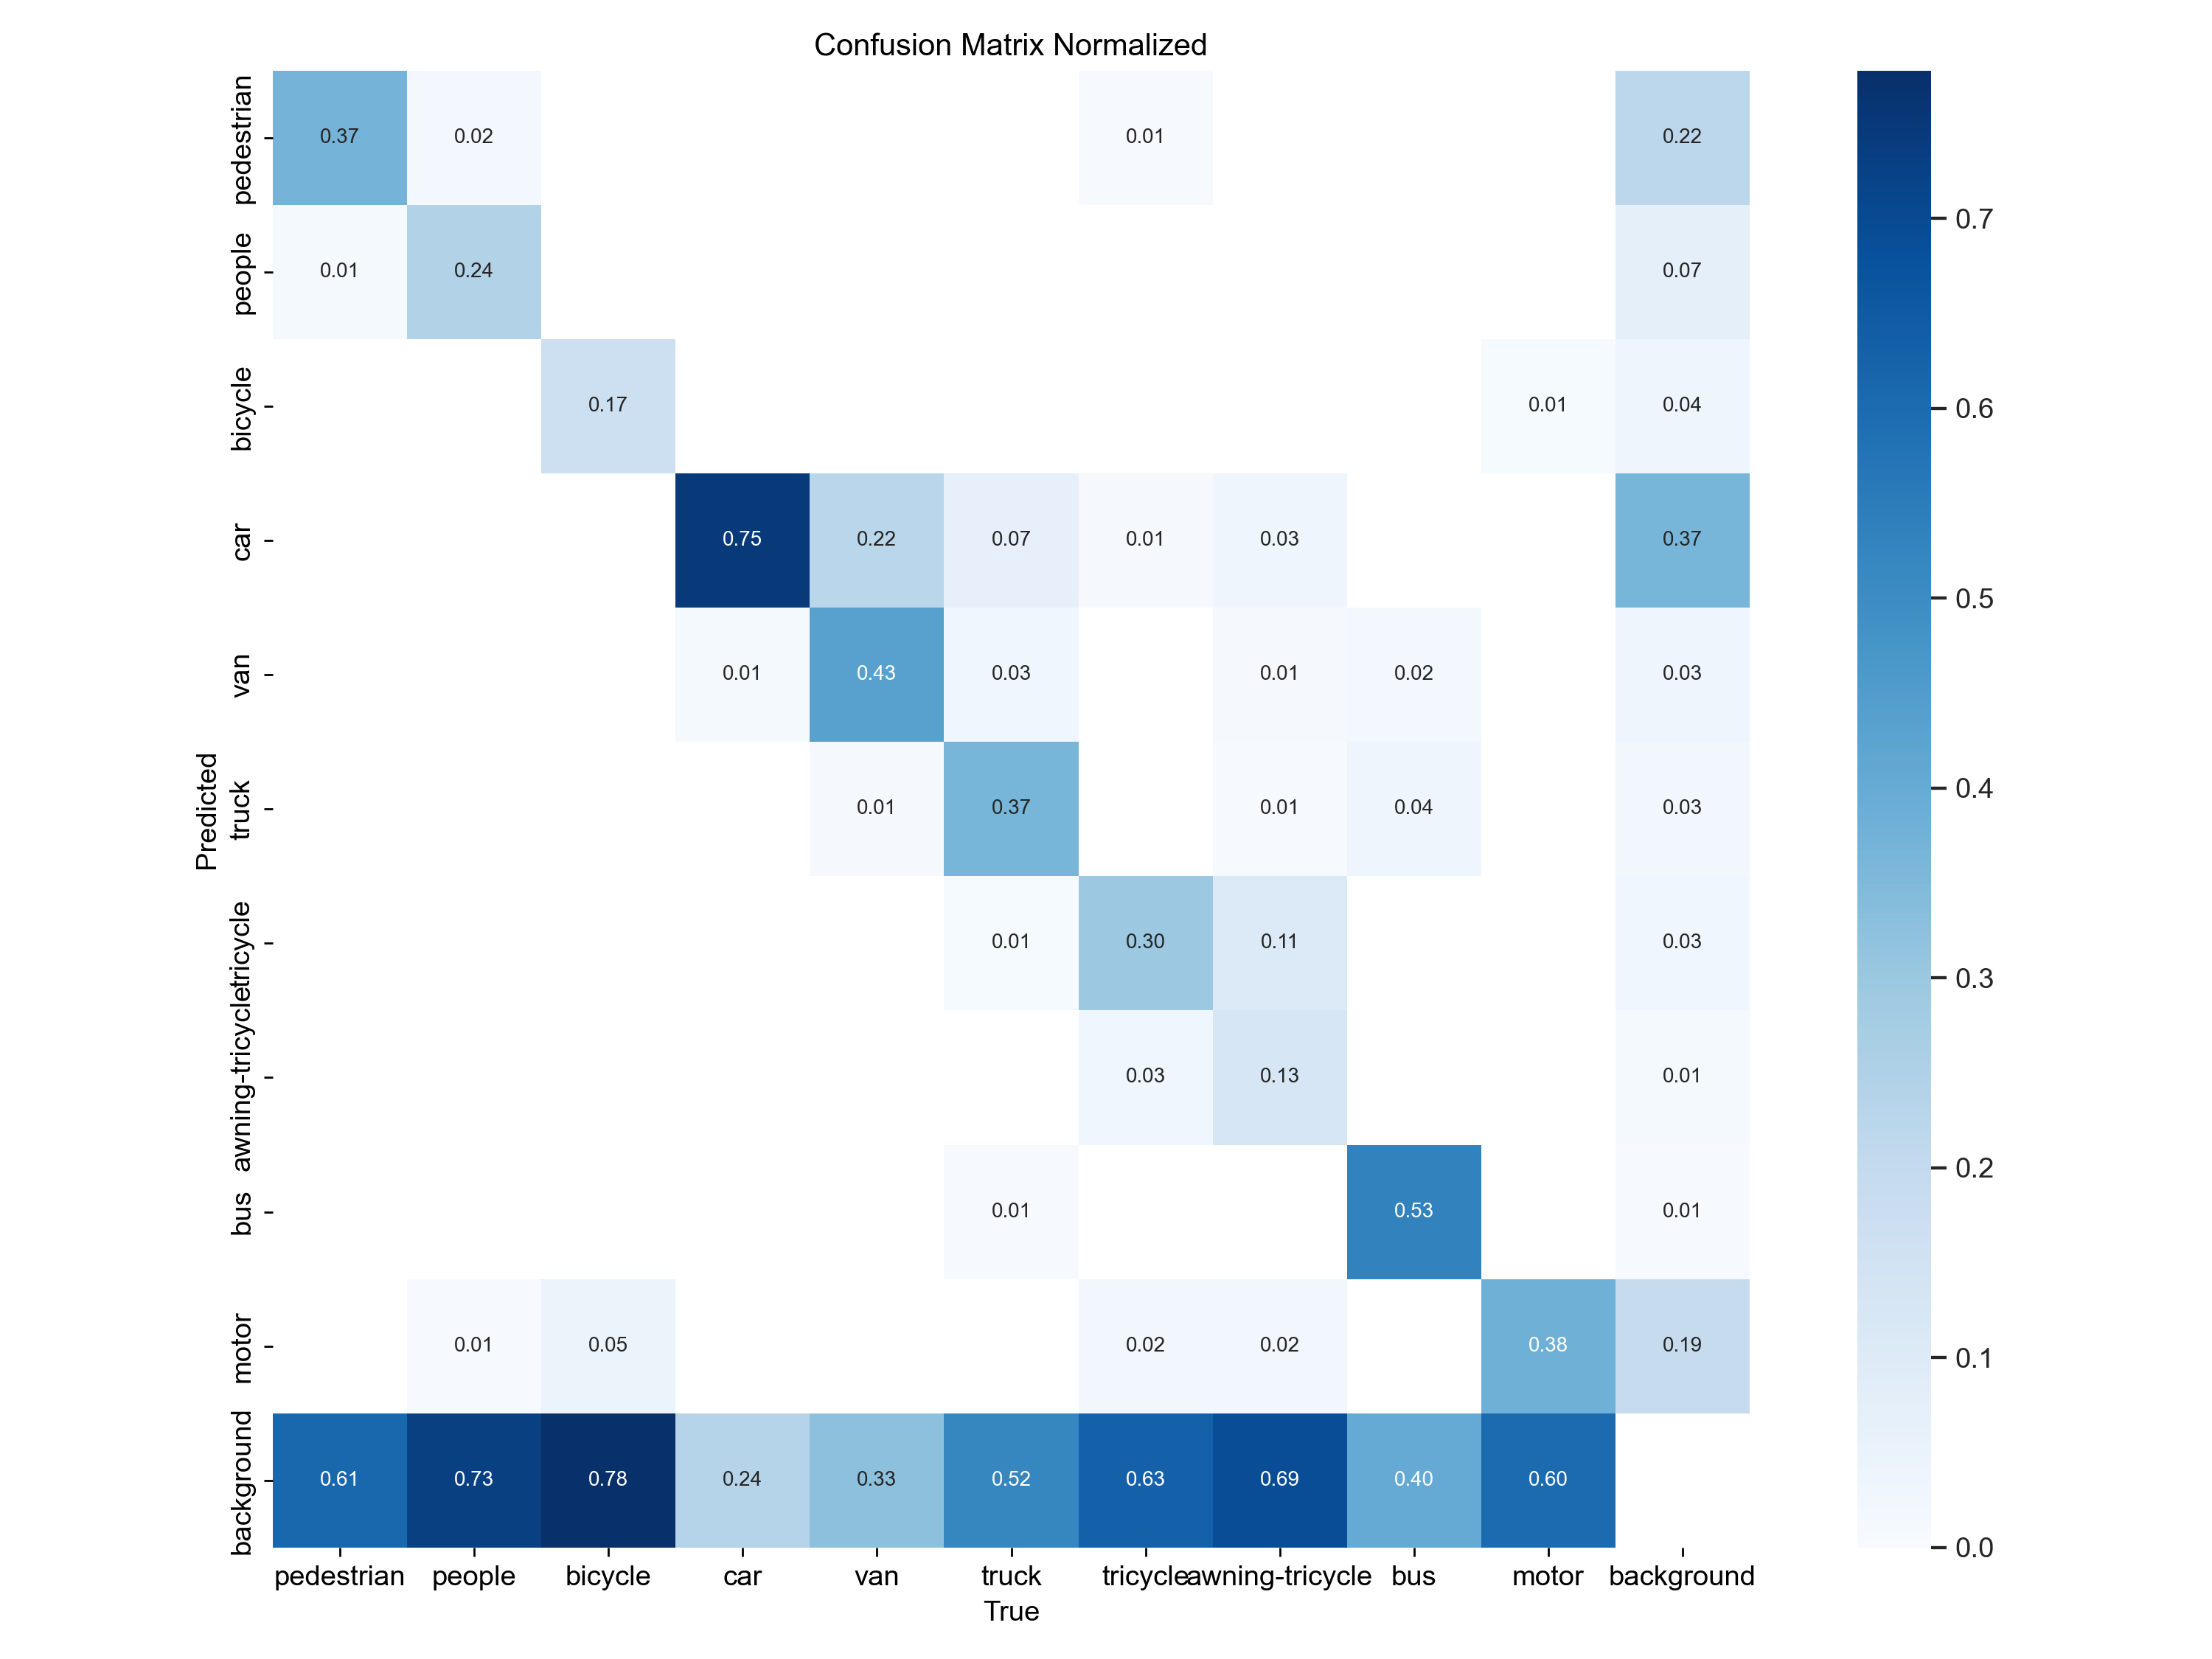 Confusion Matrix Normalized
pedestrian 0.37 0.02 0.01 0.22
people 0.01 0.24 0.07
bicycle 0.17 0.01 0.04
car 0.75 0.22 0.07 0.01 0.03 0.37
van 0.01 0.43 0.03 0.01 0.02 0.03
truck 0.01 0.37 0.01 0.04 0.03
tricycle 0.01 0.30 0.11 0.03
awning-tricycle 0.03 0.13 0.01
bus 0.01 0.53 0.01
motor 0.01 0.05 0.02 0.02 0.38 0.19
background 0.61 0.73 0.78 0.24 0.33 0.52 0.63 0.69 0.40 0.60
pedestrian people bicycle car van truck tricycle awning-tricycle bus motor background
True
Predicted
0.7
0.6
0.5
0.4
0.3
0.2
0.1
0.0